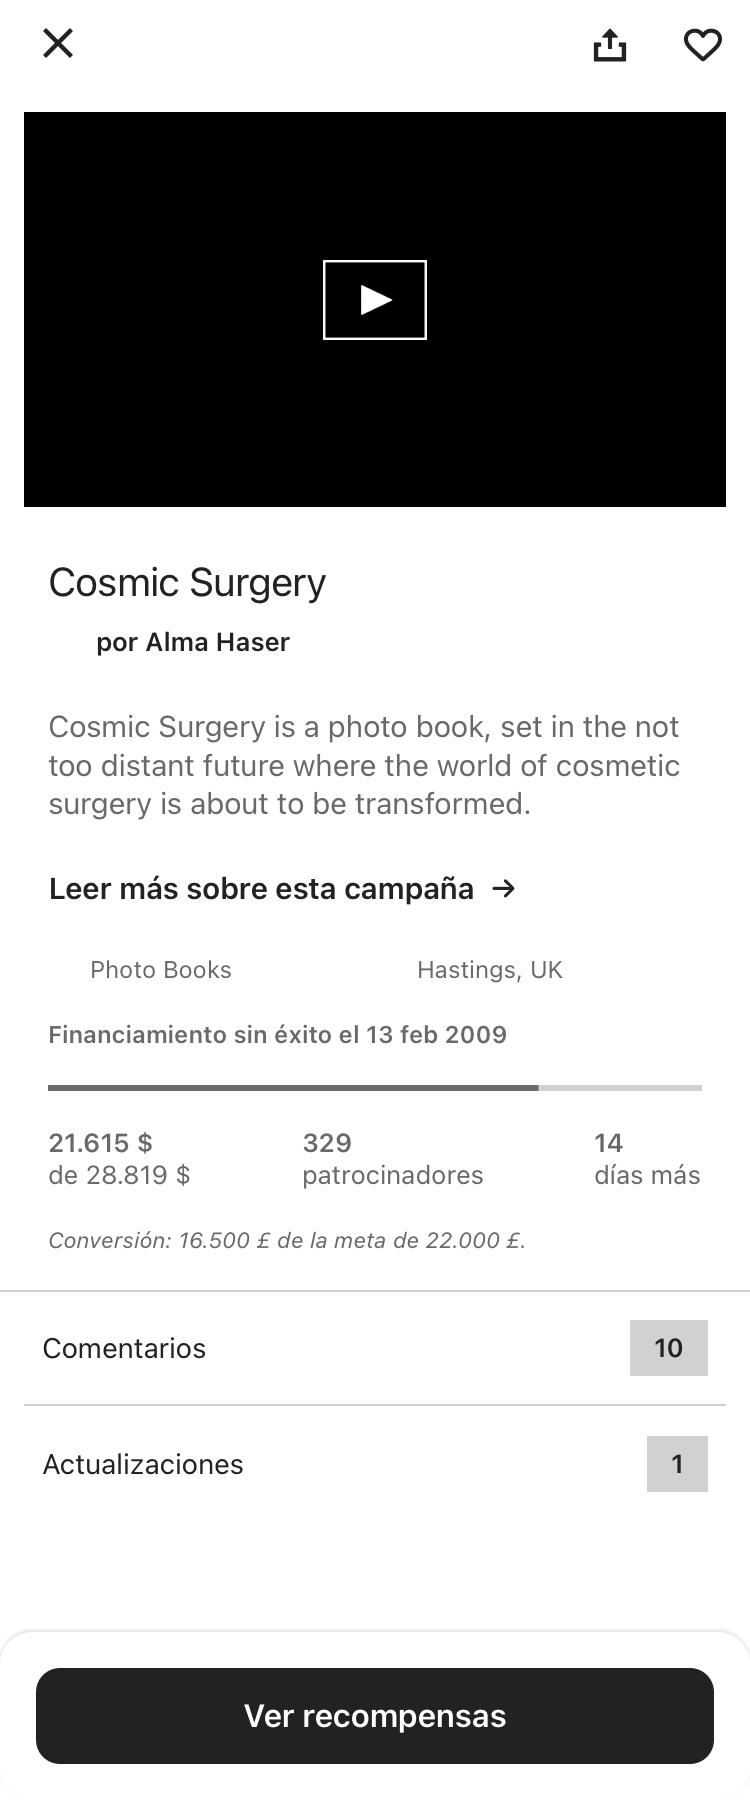 Cosmic Surgery
por Alma Haser
Cosmic Surgery is a photo book, set in the not
too distant future where the world of cosmetic
surgery is about to be transformed.
Leer más sobre esta campaña →
Photo Books
Hastings, UK
Financiamiento sin éxito el 13 feb 2009
21.615 $
de 28.819 $
329
patrocinadores
14
días más
Conversión: 16.500 £ de la meta de 22.000 £.
Comentarios
10
Actualizaciones
1
Ver recompensas